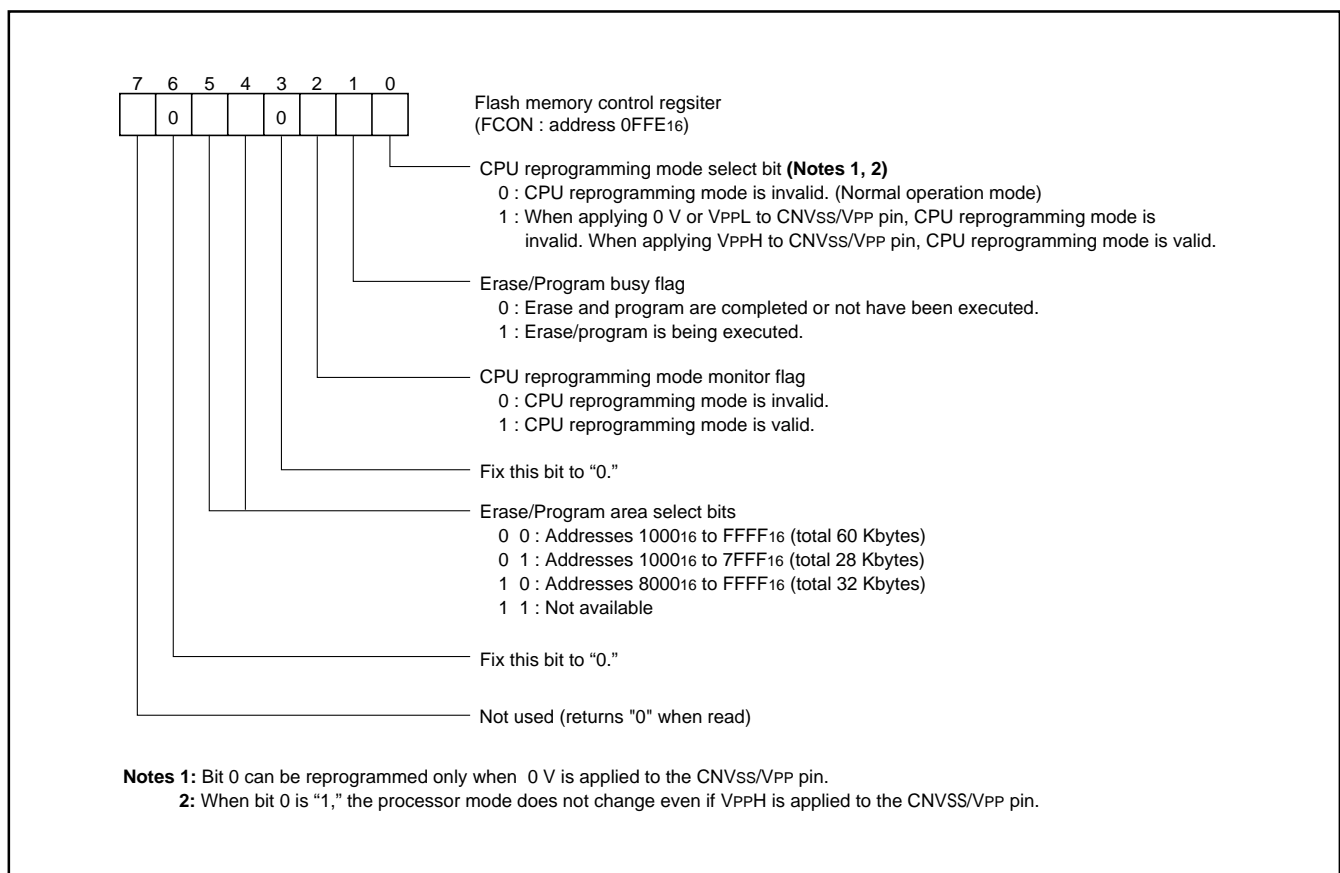 7 6 5 4 3 2 1 0
0 0
Flash memory control regsiter
(FCON : address 0FFE16)
CPU reprogramming mode select bit (Notes 1, 2)
0 : CPU reprogramming mode is invalid. (Normal operation mode)
1 : When applying 0 V or VPPL to CNVSS/VPP pin, CPU reprogramming mode is
invalid. When applying VPPH to CNVSS/VPP pin, CPU reprogramming mode is valid.
Erase/Program busy flag
0 : Erase and program are completed or not have been executed.
1 : Erase/program is being executed.
CPU reprogramming mode monitor flag
0 : CPU reprogramming mode is invalid.
1 : CPU reprogramming mode is valid.
Fix this bit to “0.”
Erase/Program area select bits
0 0 : Addresses 100016 to FFFF16 (total 60 Kbytes)
0 1 : Addresses 100016 to 7FFF16 (total 28 Kbytes)
1 0 : Addresses 800016 to FFFF16 (total 32 Kbytes)
1 1 : Not available
Fix this bit to “0.”
Not used (returns "0" when read)
Notes 1: Bit 0 can be reprogrammed only when 0 V is applied to the CNVSS/VPP pin.
2: When bit 0 is “1,” the processor mode does not change even if VPPH is applied to the CNVSS/VPP pin.